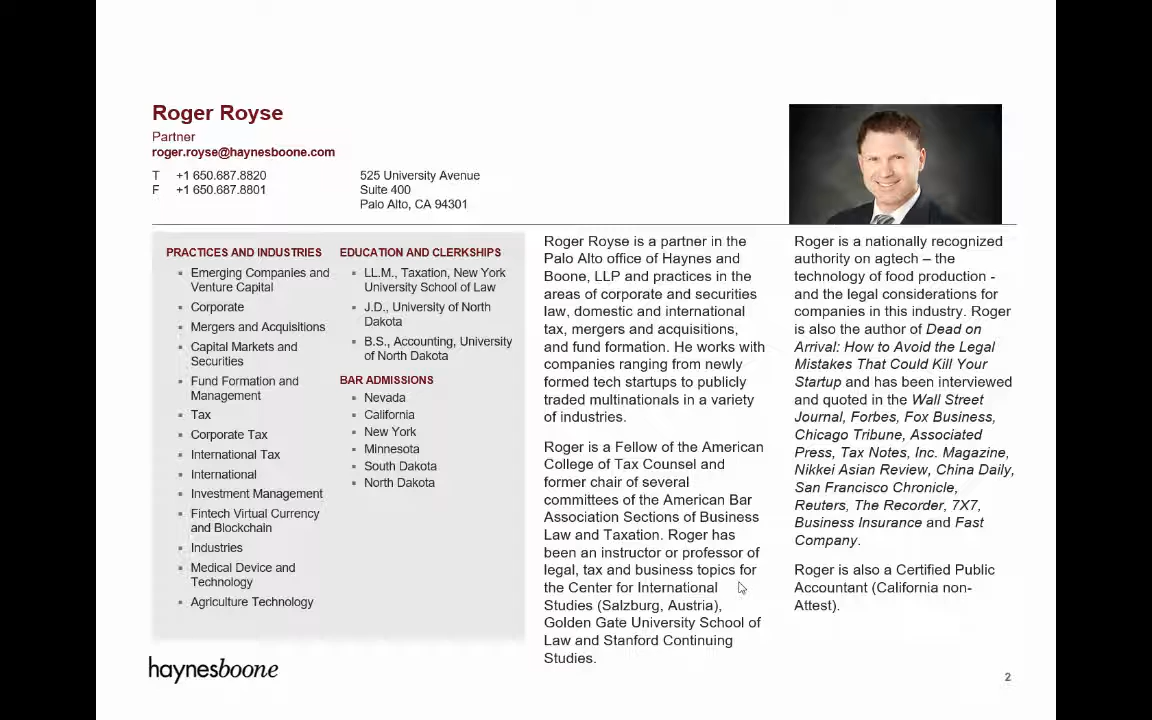 Roger Royse
Partner
roger.royse@haynesboone.com
T +1 650.687.8820
F +1 650.687.8801
525 University Avenue
Suite 400
Palo Alto, CA 94301
PRACTICES AND INDUSTRIES
▪ Emerging Companies and
Venture Capital
▪ Corporate
▪ Mergers and Acquisitions
▪ Capital Markets and
Securities
▪ Fund Formation and
Management
▪ Tax
▪ Corporate Tax
▪ International Tax
▪ International
▪ Investment Management
▪ Fintech Virtual Currency
and Blockchain
▪ Industries
▪ Medical Device and
Technology
▪ Agriculture Technology
EDUCATION AND CLERKSHIPS
▪ LL.M., Taxation, New York
University School of Law
▪ J.D., University of North
Dakota
▪ B.S., Accounting, University
of North Dakota
BAR ADMISSIONS
▪ Nevada
▪ California
▪ New York
▪ Minnesota
▪ South Dakota
▪ North Dakota
Roger Royse is a partner in the
Palo Alto office of Haynes and
Boone, LLP and practices in the
areas of corporate and securities
law, domestic and international
tax, mergers and acquisitions,
and fund formation. He works with
companies ranging from newly
formed tech startups to publicly
traded multinationals in a variety
of industries.
Roger is a Fellow of the American
College of Tax Counsel and
former chair of several
committees of the American Bar
Association Sections of Business
Law and Taxation. Roger has
been an instructor or professor of
legal, tax and business topics for
the Center for International
Studies (Salzburg, Austria),
Golden Gate University School of
Law and Stanford Continuing
Studies.
Roger is a nationally recognized
authority on agtech – the
technology of food production -
and the legal considerations for
companies in this industry. Roger
is also the author of Dead on
Arrival: How to Avoid the Legal
Mistakes That Could Kill Your
Startup and has been interviewed
and quoted in the Wall Street
Journal, Forbes, Fox Business,
Chicago Tribune, Associated
Press, Tax Notes, Inc. Magazine,
Nikkei Asian Review, China Daily,
San Francisco Chronicle,
Reuters, The Recorder, 7X7,
Business Insurance and Fast
Company.
Roger is also a Certified Public
Accountant (California non-
Attest).
haynesboone
2